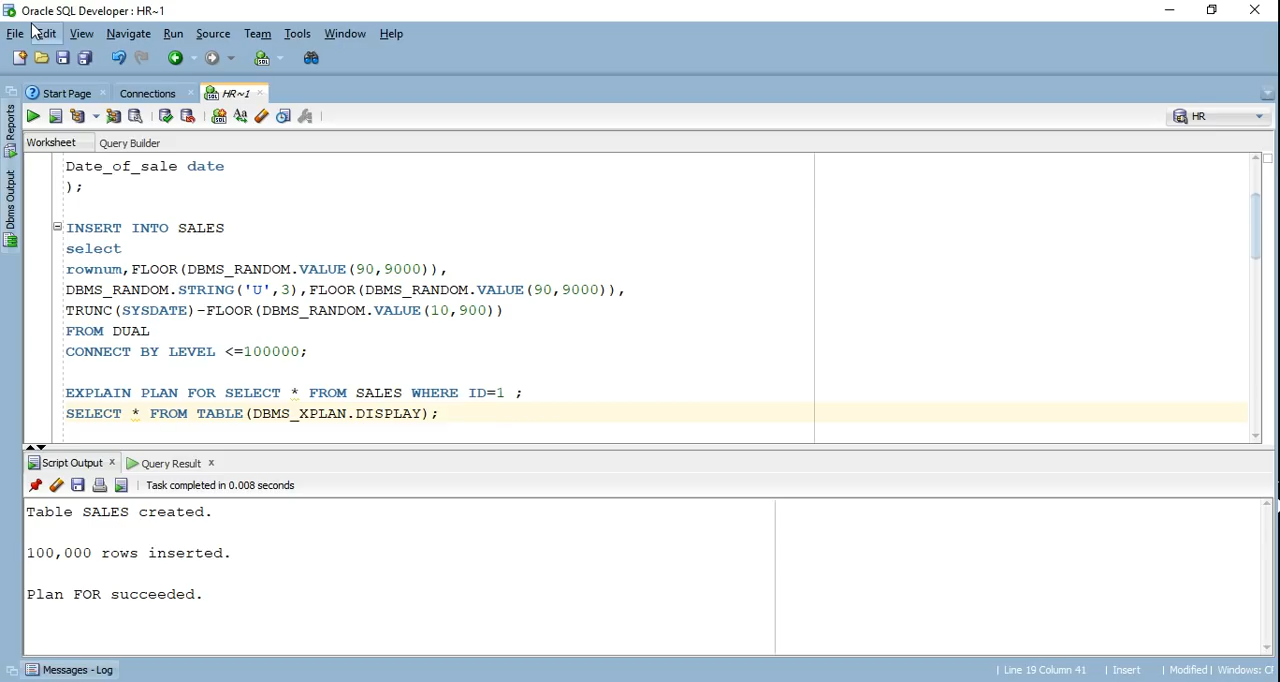 Oracle SQL Developer : HR~1
File Edit View Navigate Run Source Team Tools Window Help
Start Page Connections HR~1
HR
Worksheet Query Builder
Reports
Dbms Output
Date_of_sale date
);
INSERT INTO SALES
select
rownum,FLOOR(DBMS_RANDOM.VALUE(90,9000)),
DBMS_RANDOM.STRING('U',3),FLOOR(DBMS_RANDOM.VALUE(90,9000)),
TRUNC(SYSDATE)-FLOOR(DBMS_RANDOM.VALUE(10,900))
FROM DUAL
CONNECT BY LEVEL <=100000;
EXPLAIN PLAN FOR SELECT * FROM SALES WHERE ID=1 ;
SELECT * FROM TABLE(DBMS_XPLAN.DISPLAY);
Script Output Query Result
Task completed in 0.008 seconds
Table SALES created.
100,000 rows inserted.
Plan FOR succeeded.
Messages - Log
Line 19 Column 41 Insert Modified Windows: CF